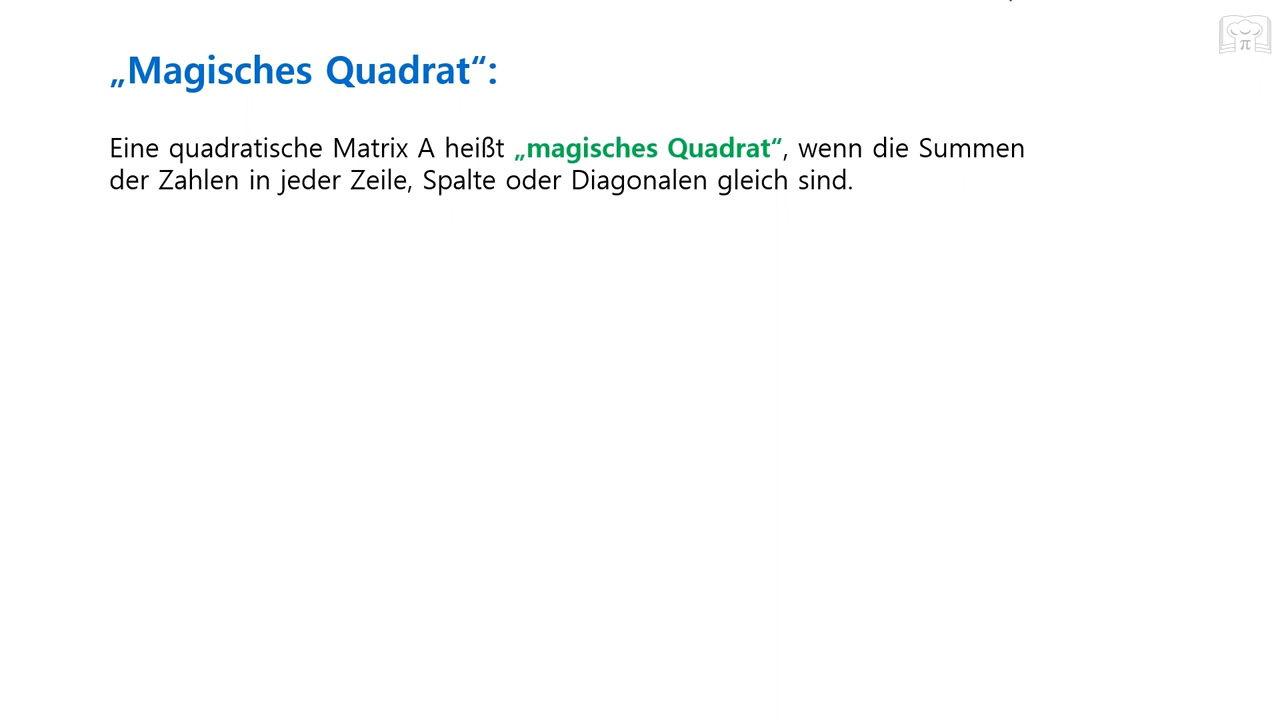 „Magisches Quadrat“:
Eine quadratische Matrix A heißt „magisches Quadrat“, wenn die Summen
der Zahlen in jeder Zeile, Spalte oder Diagonalen gleich sind.
π